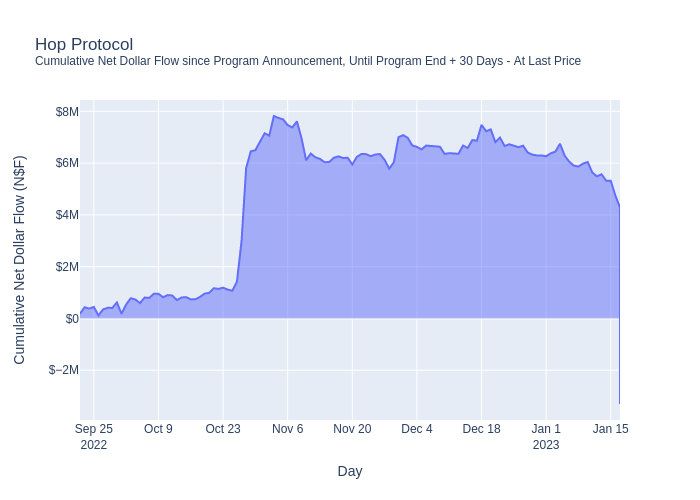 Hop Protocol
Cumulative Net Dollar Flow since Program Announcement, Until Program End + 30 Days - At Last Price
Cumulative Net Dollar Flow (N$F)
$8M
$6M
$4M
$2M
$0
$−2M
Sep 25 Oct 9 Oct 23 Nov 6 Nov 20 Dec 4 Dec 18 Jan 1 Jan 15
2022 2023
Day